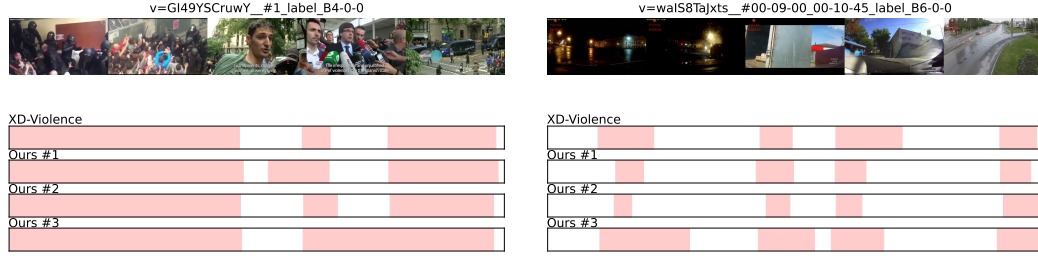 v=GI49YSCruwY__#1_label_B4-0-0
XD-Violence
Ours #1
Ours #2
Ours #3
v=waIS8TaJxts__#00-09-00_00-10-45_label_B6-0-0
XD-Violence
Ours #1
Ours #2
Ours #3